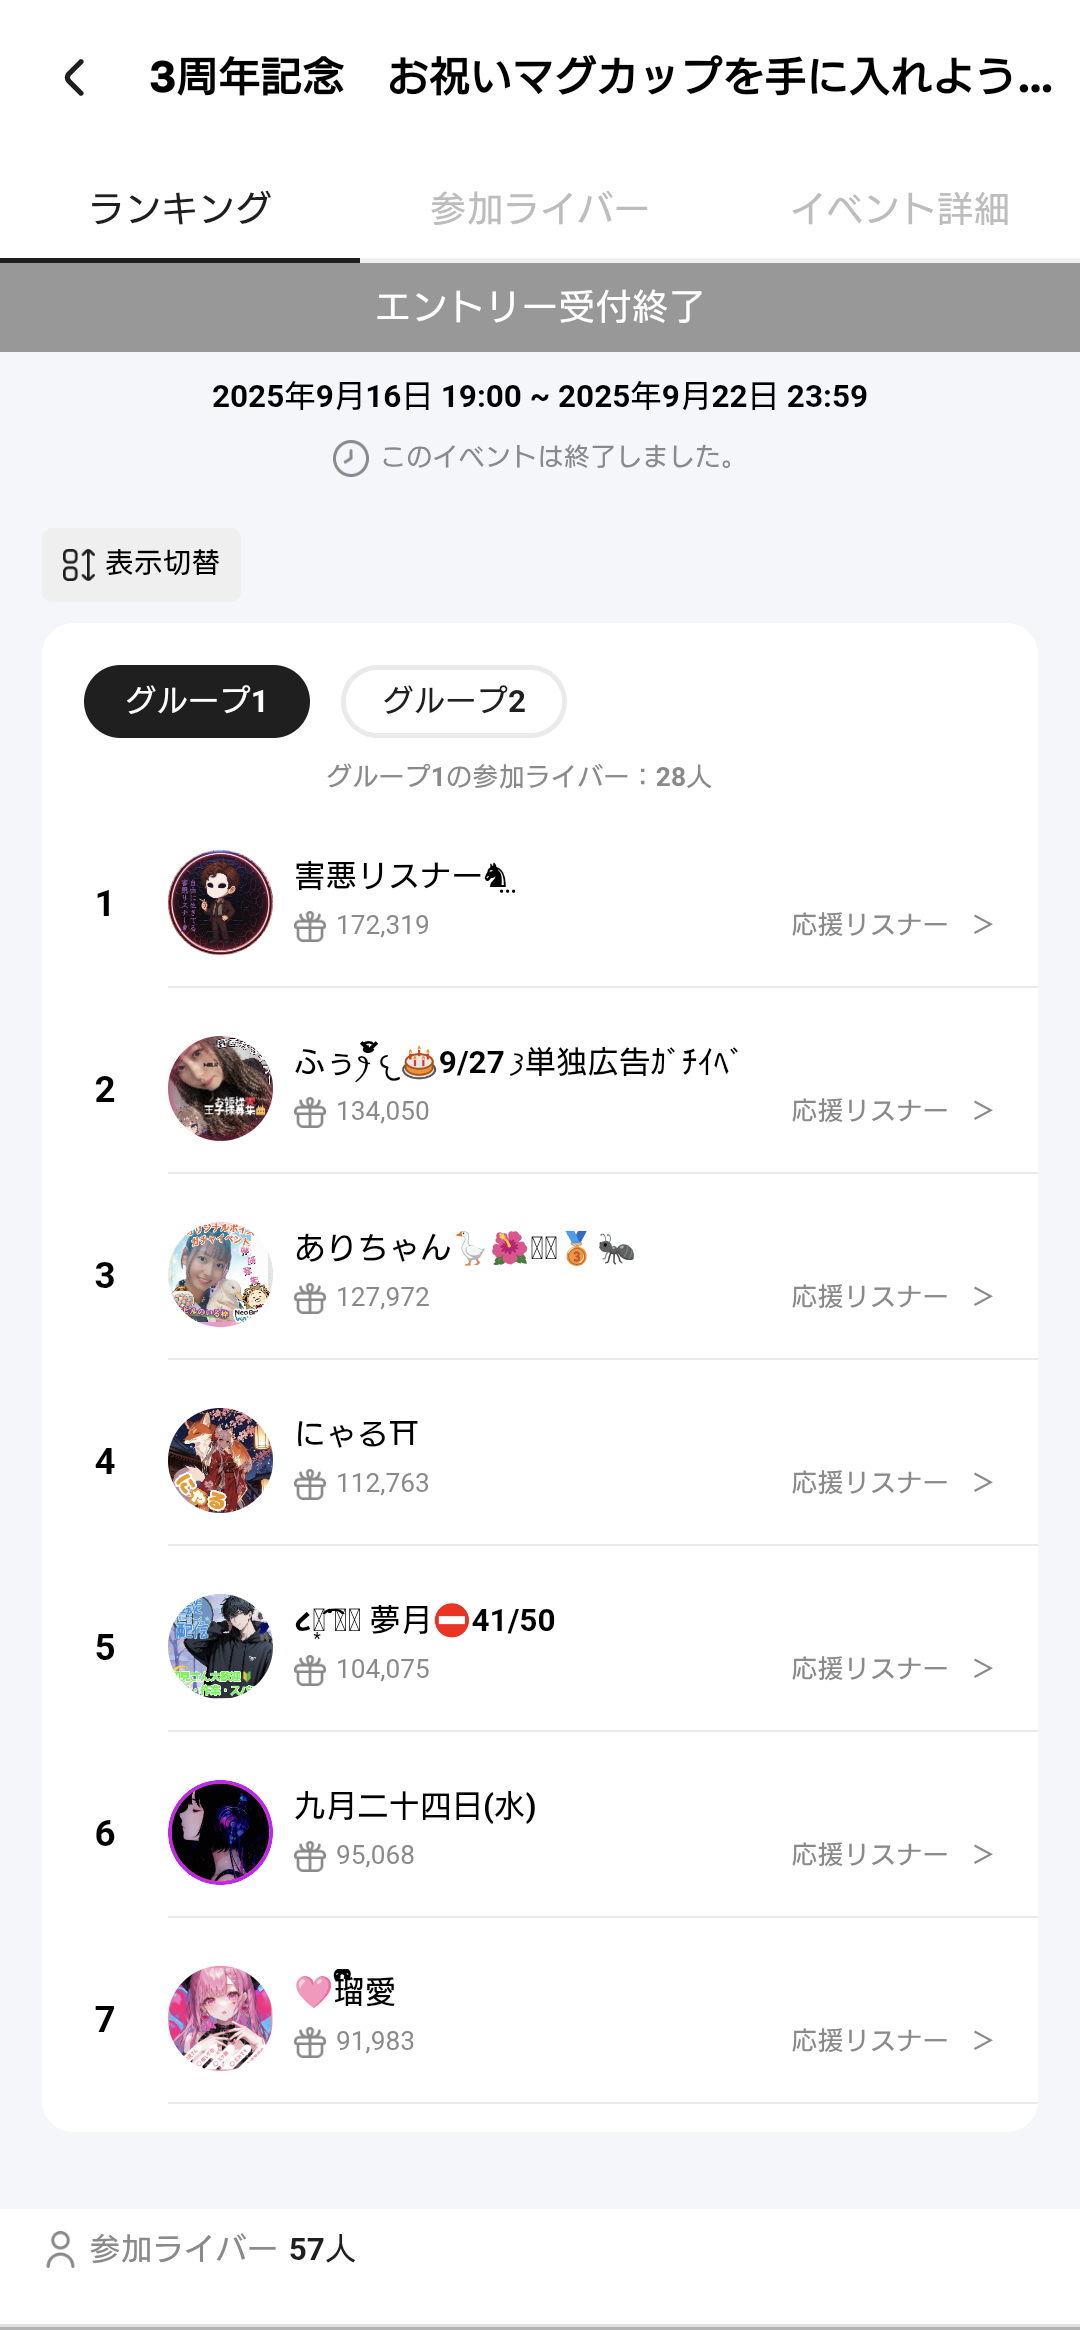 3周年記念　お祝いマグカップを手に入れよう...
ランキング
参加ライバー
イベント詳細
エントリー受付終了
2025年9月16日 19:00 ~ 2025年9月22日 23:59
このイベントは終了しました。
表示切替
グループ1
グループ2
グループ1の参加ライバー：28人
1
害悪リスナー♞
172,319
応援リスナー >
2
ふぅ🎂9/27 単独広告ｶﾞﾁｲﾍﾞ
134,050
応援リスナー >
3
ありちゃん🪿🌺🥉🐜
127,972
応援リスナー >
4
にゃる⛩
112,763
応援リスナー >
5
夢月⛔41/50
104,075
応援リスナー >
6
九月二十四日(水)
95,068
応援リスナー >
7
🩷瑠愛
91,983
応援リスナー >
参加ライバー 57人